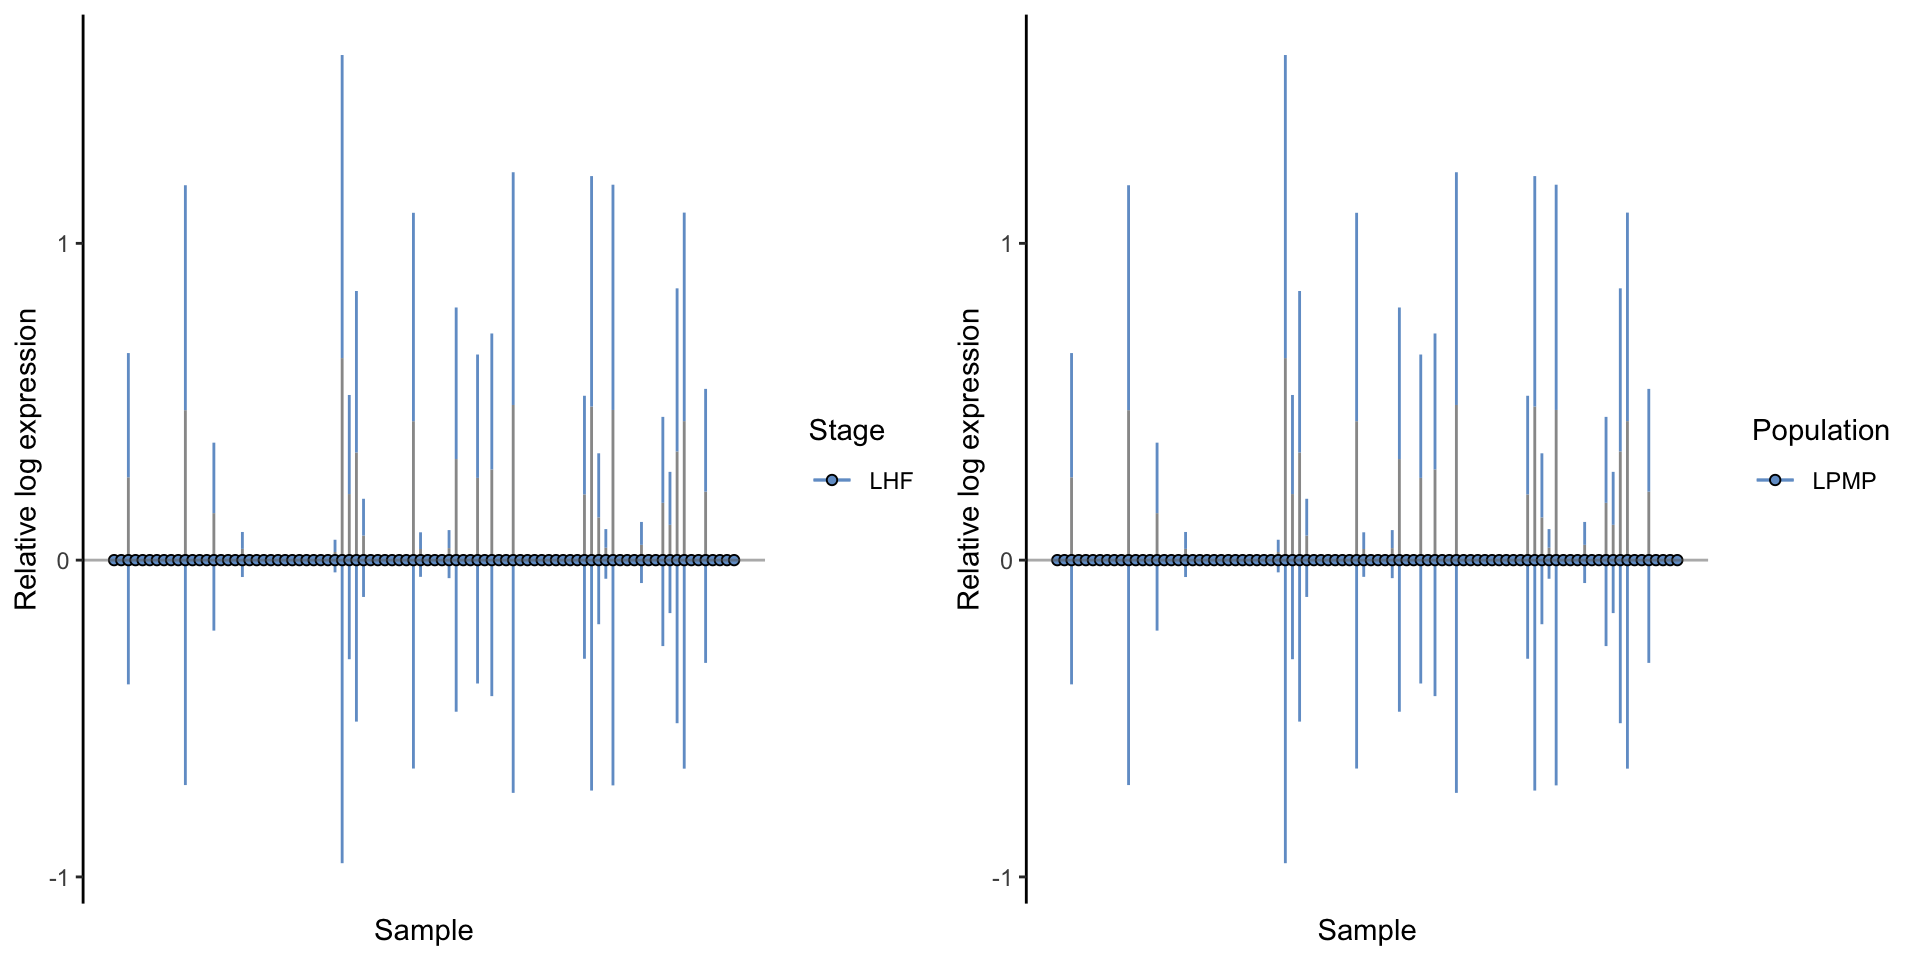 Relative log expression
1
0
-1
Sample
Stage
LHF
Relative log expression
1
0
-1
Sample
Population
LPMP